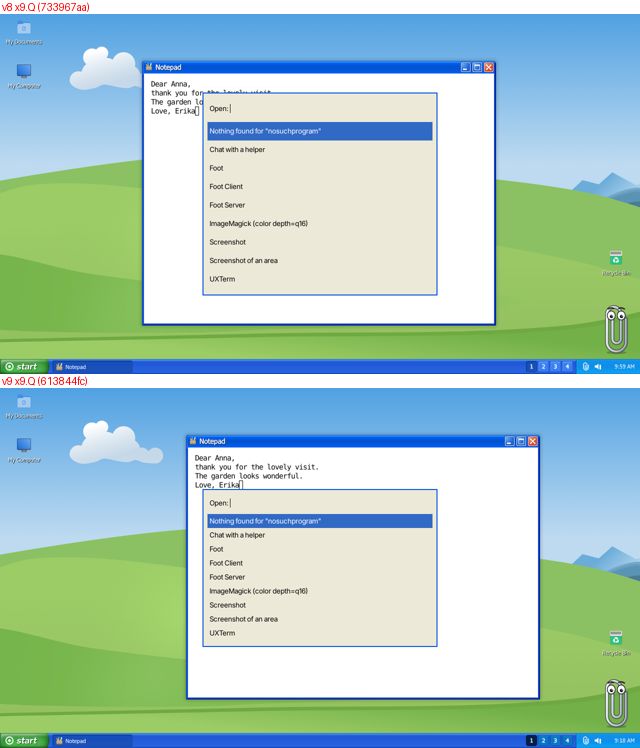 v8 x9.Q (733967aa)
My Documents
My Computer
Notepad
Dear Anna,
thank you for the lovely visit
The garden lo
Love, Erika
Open:
Nothing found for "nosuchprogram"
Chat with a helper
Foot
Foot Client
Foot Server
ImageMagick (color depth=q16)
Screenshot
Screenshot of an area
UXTerm
Recycle Bin
start
Notepad
1 2 3 4
9:59 AM
v9 x9.Q (613844fc)
My Documents
My Computer
Notepad
Dear Anna,
thank you for the lovely visit.
The garden looks wonderful.
Love, Erika
Open:
Nothing found for "nosuchprogram"
Chat with a helper
Foot
Foot Client
Foot Server
ImageMagick (color depth=q16)
Screenshot
Screenshot of an area
UXTerm
Recycle Bin
start
Notepad
1 2 3 4
9:18 AM